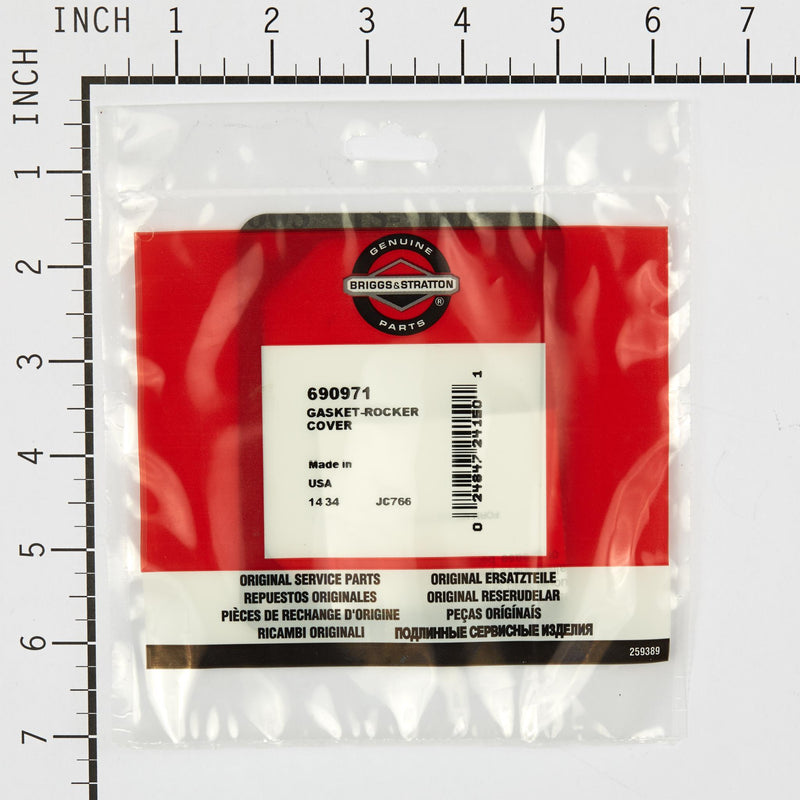 INCH 1 2 3 4 5 6 7
INCH
1
2
3
4
5
6
7
GENUINE
BRIGGS & STRATTON
®
PARTS
690971
GASKET-ROCKER
COVER
Made in
USA
14 34 JC766
0 24847 24150 1
ORIGINAL SERVICE PARTS ORIGINAL ERSATZTEILE
REPUESTOS ORIGINALES ORIGINAL RESERUDELAR
PIÈCES DE RECHANGE D'ORIGINE PEÇAS ORÍGÍNAÍS
RICAMBI ORIGINALI ПОДЛИННЫЕ СЕРВИСНЫЕ ИЗДЕЛИЯ
259389